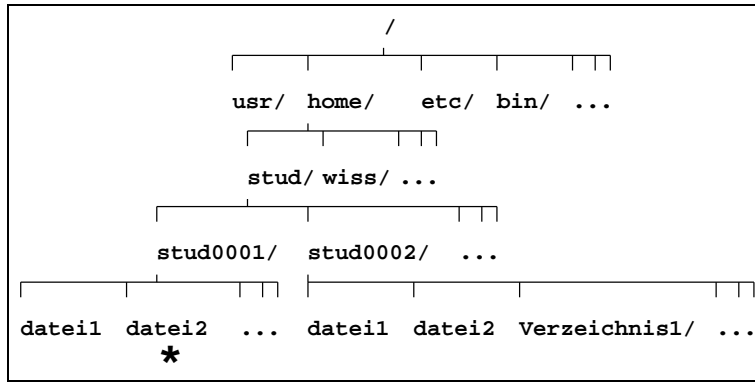 /
usr/ home/ etc/ bin/ ...
stud/ wiss/ ...
stud0001/ stud0002/ ...
datei1 datei2 ... datei1 datei2 Verzeichnis1/ ...
*